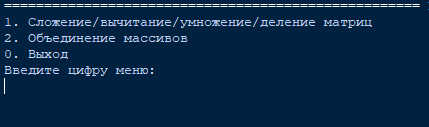 ====================================================
1. Сложение/вычитание/умножение/деление матриц
2. Объединение массивов
0. Выход
Введите цифру меню: